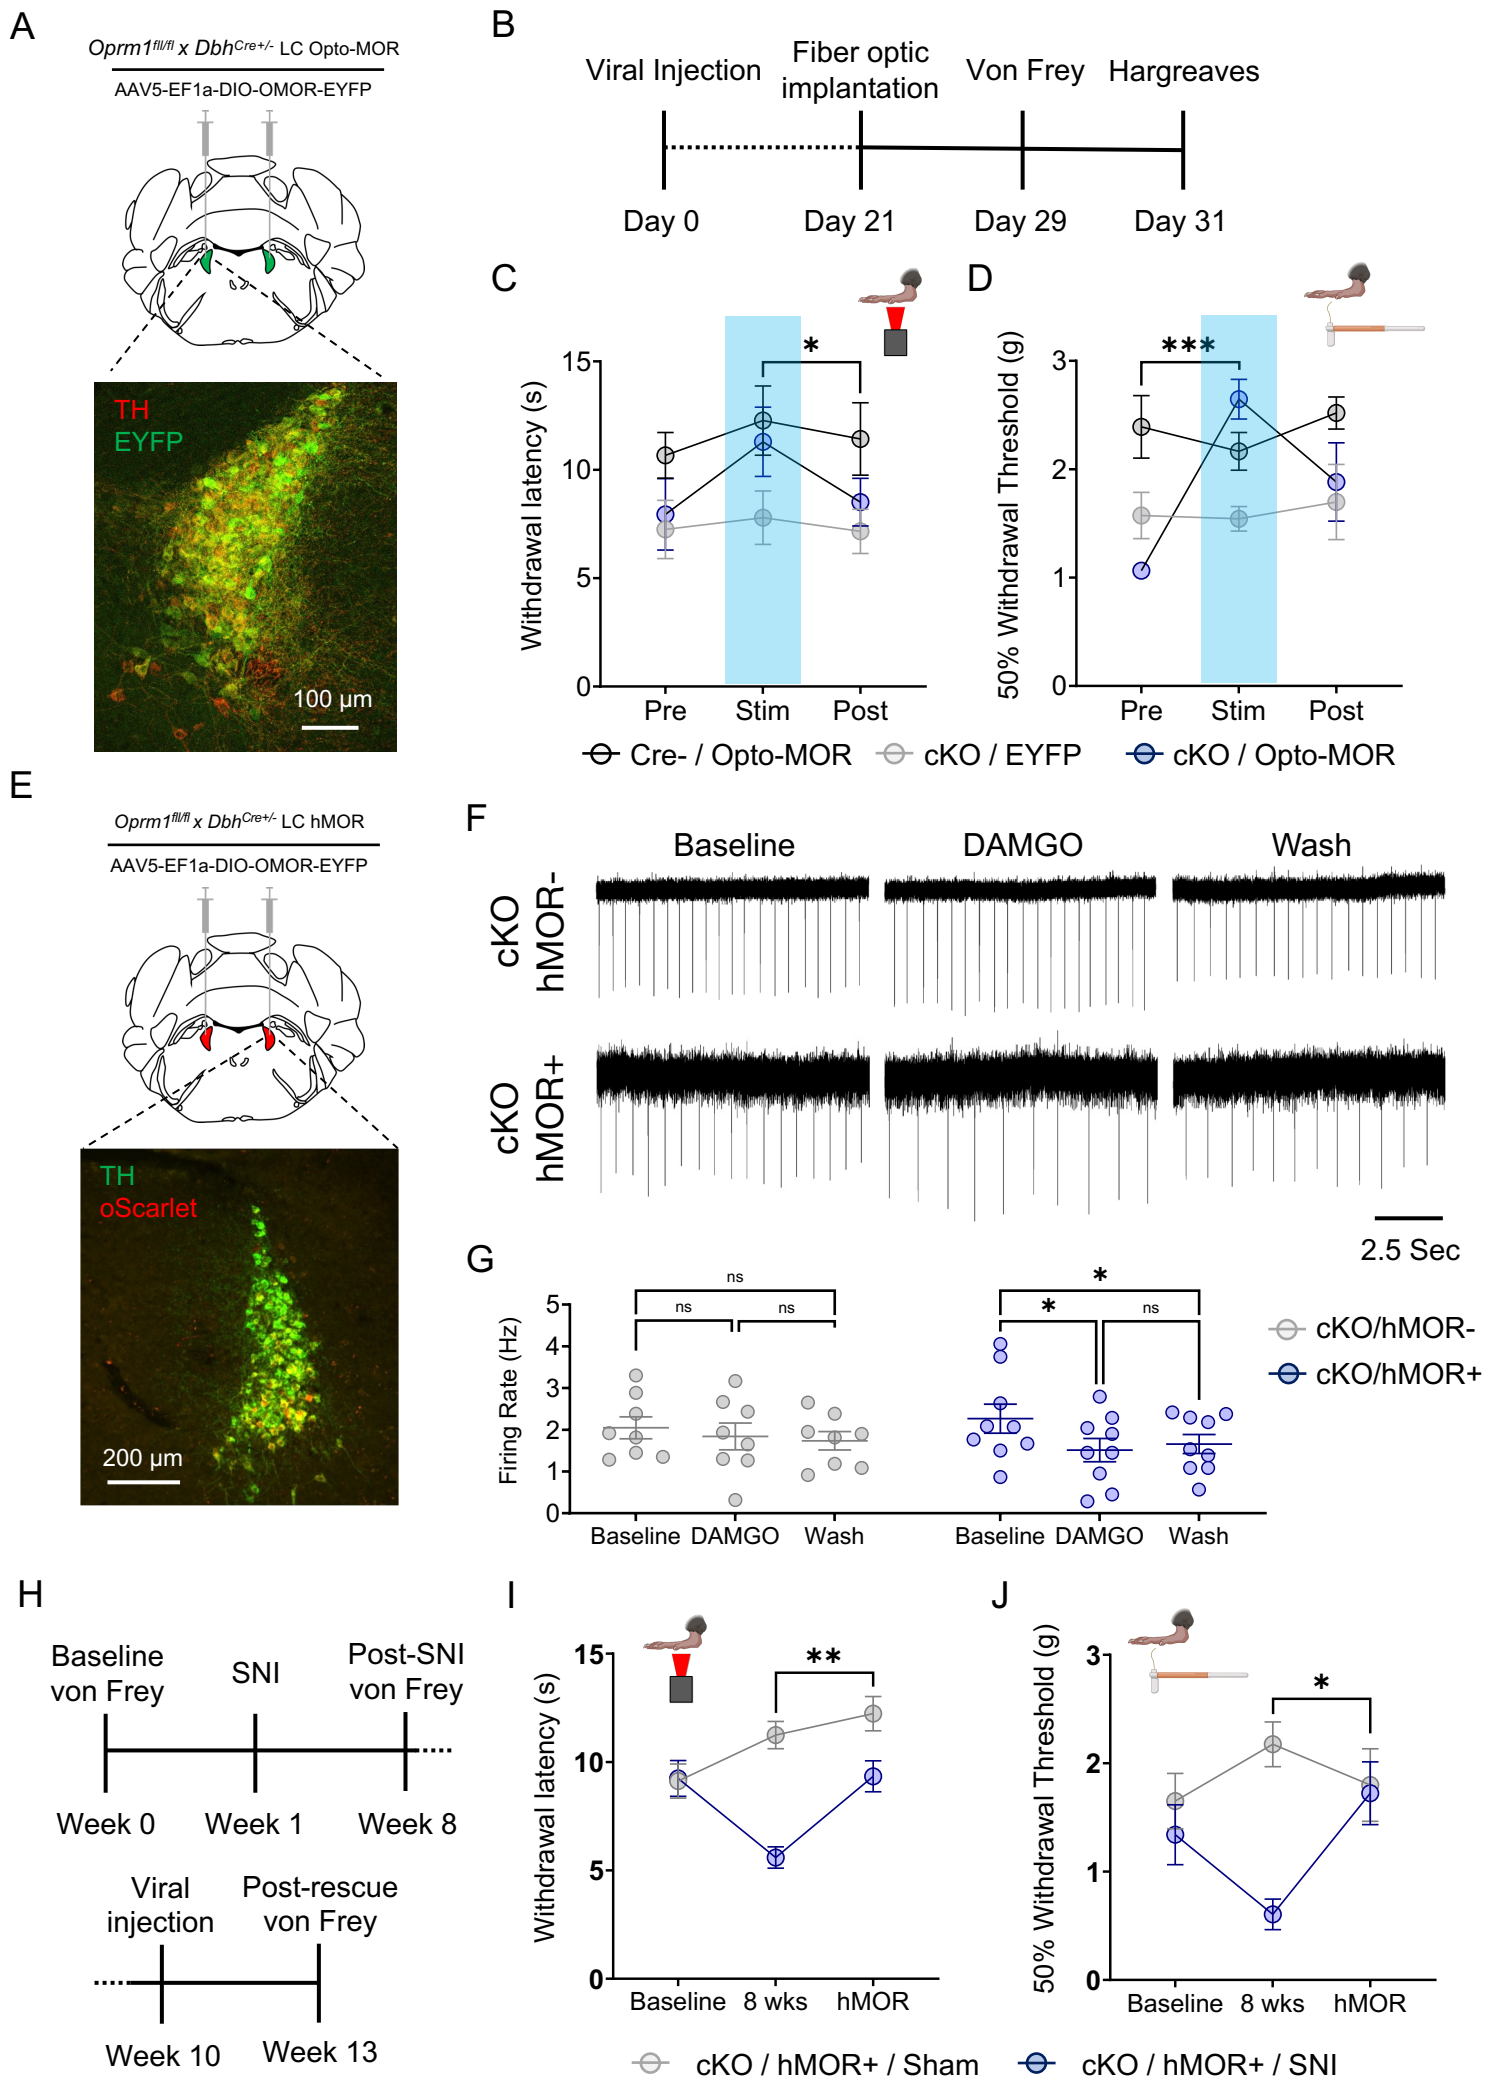 A
Oprm1fll/fl x DbhCre+/- LC Opto-MOR
AAV5-EF1a-DIO-OMOR-EYFP
TH
EYFP
100 µm
B
Viral Injection
Fiber optic
implantation
Von Frey
Hargreaves
Day 0
Day 21
Day 29
Day 31
C
Withdrawal latency (s)
15
10
5
0
*
Pre
Stim
Post
D
50% Withdrawal Threshold (g)
3
2
1
0
***
Pre
Stim
Post
Cre- / Opto-MOR
cKO / EYFP
cKO / Opto-MOR
E
Oprm1fll/fl x DbhCre+/- LC hMOR
AAV5-EF1a-DIO-OMOR-EYFP
TH
oScarlet
200 µm
F
Baseline
DAMGO
Wash
cKO
hMOR-
cKO
hMOR+
2.5 Sec
G
Firing Rate (Hz)
5
4
3
2
1
0
ns
ns
ns
*
*
ns
Baseline
DAMGO
Wash
Baseline
DAMGO
Wash
cKO/hMOR-
cKO/hMOR+
H
Baseline
von Frey
SNI
Post-SNI
von Frey
Week 0
Week 1
Week 8
Viral
injection
Post-rescue
von Frey
Week 10
Week 13
I
Withdrawal latency (s)
15
10
5
0
**
Baseline
8 wks
hMOR
J
50% Withdrawal Threshold (g)
3
2
1
0
*
Baseline
8 wks
hMOR
cKO / hMOR+ / Sham
cKO / hMOR+ / SNI